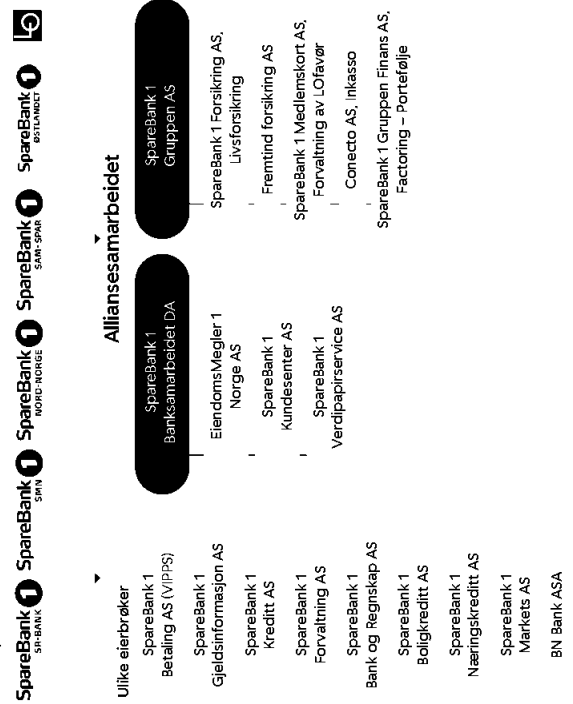 SpareBank 1
SR-BANK
SpareBank 1
SMN
SpareBank 1
NORD-NORGE
SpareBank 1
SAM-SPAR
SpareBank 1
ØSTLANDET
LO
Alliansesamarbeidet
Ulike eierbrøker
SpareBank 1
Betaling AS (VIPPS)
SpareBank 1
Gjeldsinformasjon AS
SpareBank 1
Kreditt AS
SpareBank 1
Forvaltning AS
SpareBank 1
Bank og Regnskap AS
SpareBank 1
Boligkreditt AS
SpareBank 1
Næringskreditt AS
SpareBank 1
Markets AS
BN Bank ASA
SpareBank 1
Banksamarbeidet DA
EiendomsMegler 1
Norge AS
SpareBank 1
Kundesenter AS
SpareBank 1
Verdipapirservice AS
SpareBank 1
Gruppen AS
SpareBank 1 Forsikring AS,
Livsforsikring
Fremtind forsikring AS
SpareBank 1 Medlemskort AS,
Forvaltning av LOfavør
Conecto AS, Inkasso
SpareBank 1 Gruppen Finans AS,
Factoring – Portefølje